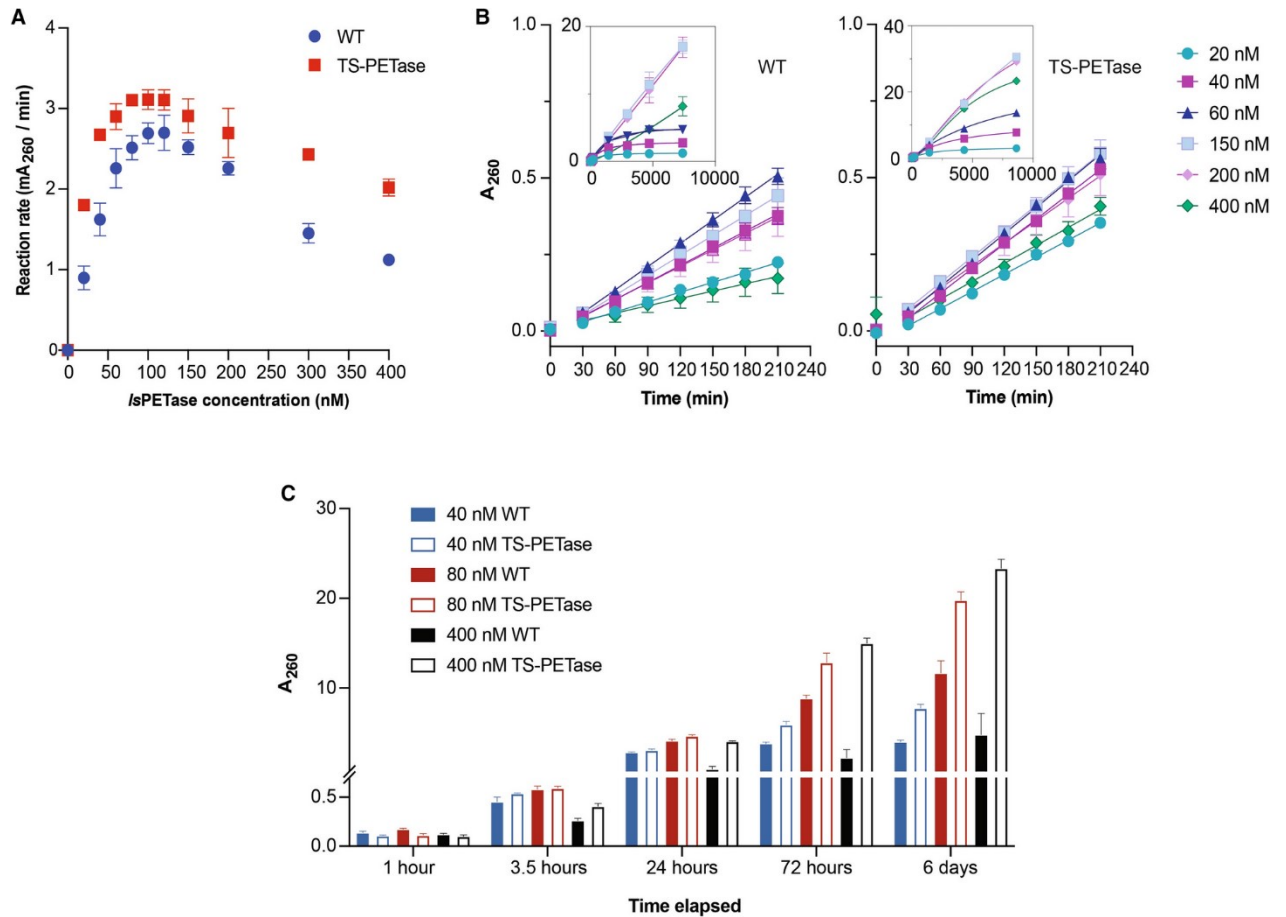 A
Reaction rate (mA260 / min)
4
3
2
1
0
0 50 100 150 200 250 300 350 400
IsPETase concentration (nM)
WT
TS-PETase
B
A260
1.0
0.5
0.0
20
0
0 5000 10000
WT
0 30 60 90 120 150 180 210 240
Time (min)
1.0
0.5
0.0
40
20
0
0 5000 10000
TS-PETase
0 30 60 90 120 150 180 210 240
Time (min)
20 nM
40 nM
60 nM
150 nM
200 nM
400 nM
C
A260
30
20
10
0.5
0.0
40 nM WT
40 nM TS-PETase
80 nM WT
80 nM TS-PETase
400 nM WT
400 nM TS-PETase
1 hour 3.5 hours 24 hours 72 hours 6 days
Time elapsed